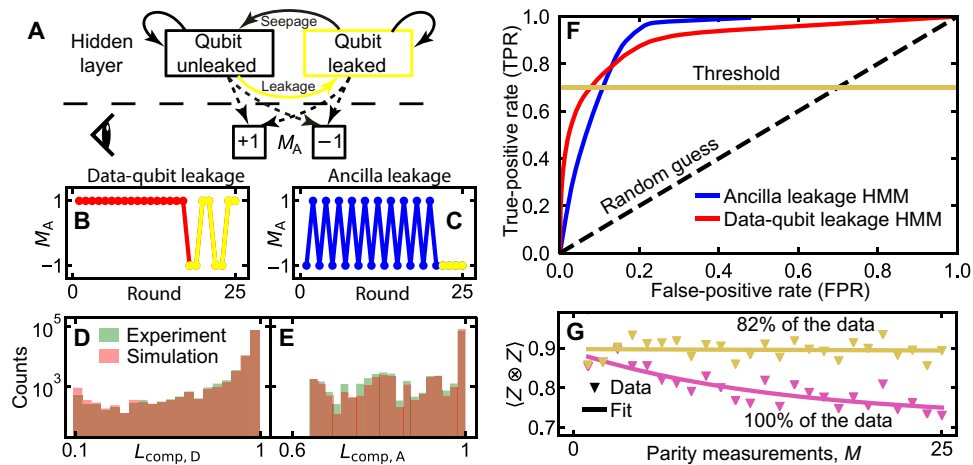 A
Hidden
layer
Seepage
Qubit
unleaked
Qubit
leaked
Leakage
+1
M_A
−1
Data-qubit leakage
B
M_A
1
−1
0
25
Round
Ancilla leakage
C
M_A
1
−1
0
25
Round
D
Counts
10^5
10^3
Experiment
Simulation
0.1
1
L_comp, D
E
0.6
1
L_comp, A
F
True-positive rate (TPR)
1.0
0.8
0.6
0.4
0.2
0.0
Threshold
Random guess
Ancilla leakage HMM
Data-qubit leakage HMM
0.0
0.2
0.4
0.6
0.8
1.0
False-positive rate (FPR)
G
⟨Z ⊗ Z⟩
0.9
0.8
0.7
82% of the data
Data
Fit
100% of the data
0
25
Parity measurements, M